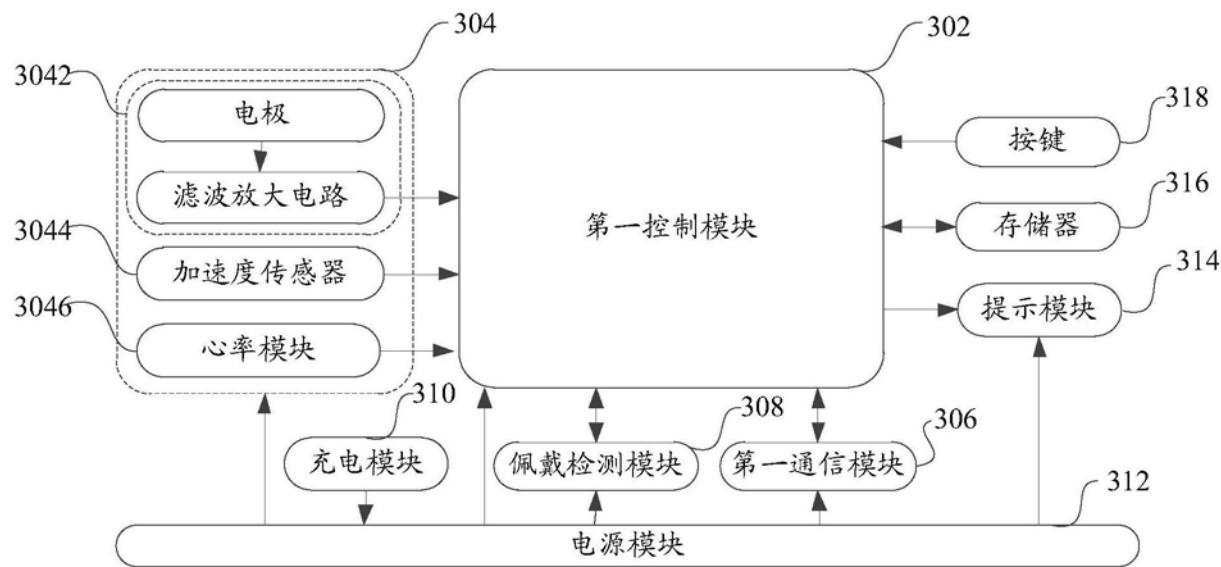 304
302
3042
电极
318
按键
滤波放大电路
316
3044
第一控制模块
存储器
加速度传感器
314
3046
提示模块
心率模块
310
308
306
充电模块
佩戴检测模块
第一通信模块
312
电源模块